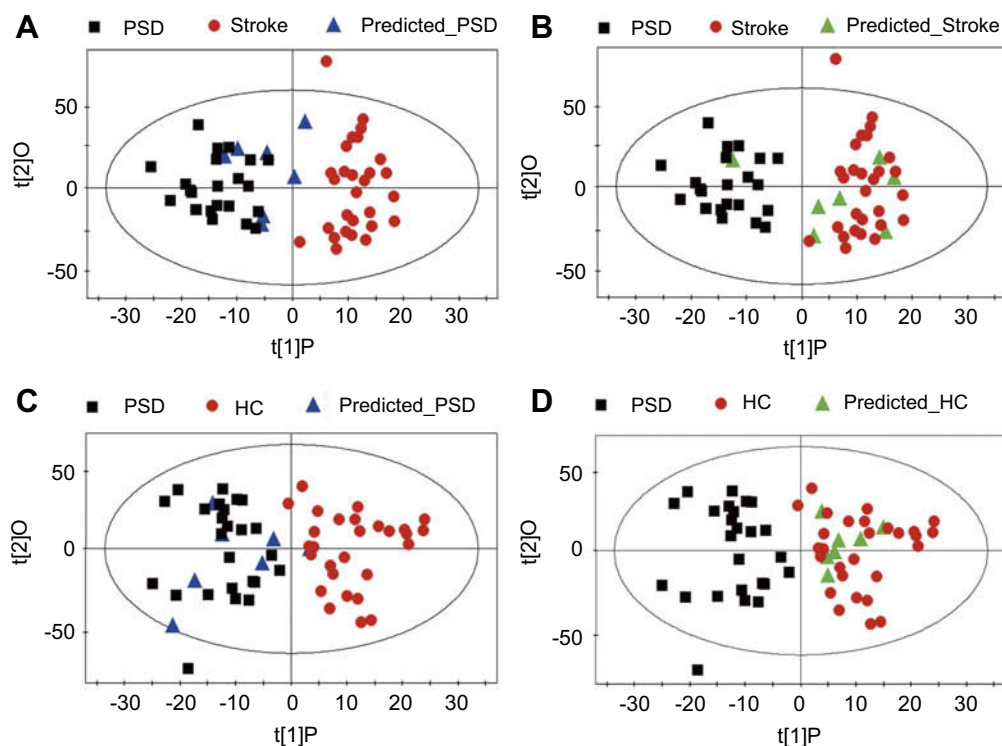 A PSD Stroke Predicted_PSD
t[2]O
50
0
-50
-30 -20 -10 0 10 20 30
t[1]P
B PSD Stroke Predicted_Stroke
t[2]O
50
0
-50
-30 -20 -10 0 10 20 30
t[1]P
C PSD HC Predicted_PSD
t[2]O
50
0
-50
-30 -20 -10 0 10 20 30
t[1]P
D PSD HC Predicted_HC
t[2]O
50
0
-50
-30 -20 -10 0 10 20 30
t[1]P